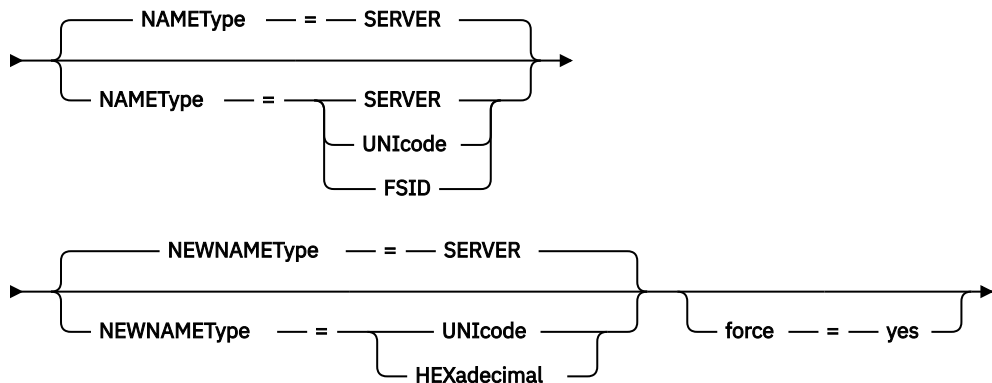 NAMEType = SERVER
NAMEType = SERVER
UNIcode
FSID
NEWNAMEType = SERVER
NEWNAMEType = UNIcode
HEXadecimal
force = yes